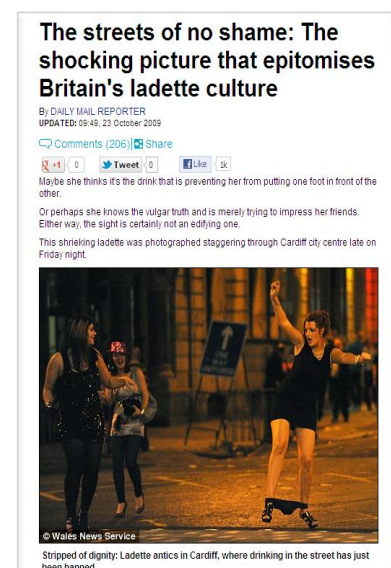 The streets of no shame: The
shocking picture that epitomises
Britain's ladette culture
By DAILY MAIL REPORTER
UPDATED: 09:49, 23 October 2009
Comments (206) Share
+1 0 Tweet 0 Like 1k
Maybe she thinks it's the drink that is preventing her from putting one foot in front of the
other.
Or perhaps she knows the vulgar truth and is merely trying to impress her friends.
Either way, the sight is certainly not an edifying one.
This shrieking ladette was photographed staggering through Cardiff city centre late on
Friday night.
ONE
WAY
© Wales News Service
Stripped of dignity: Ladette antics in Cardiff, where drinking in the street has just
been banned